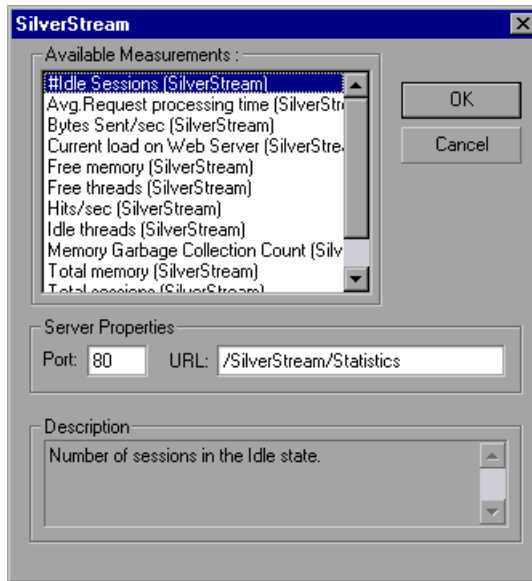 SilverStream
Available Measurements :
#Idle Sessions (SilverStream)
Avg.Request processing time (SilverStr
Bytes Sent/sec (SilverStream)
Current load on Web Server (SilverStre
Free memory (SilverStream)
Free threads (SilverStream)
Hits/sec (SilverStream)
Idle threads (SilverStream)
Memory Garbage Collection Count (Silv
Total memory (SilverStream)
Total sessions (SilverStream)
OK
Cancel
Server Properties
Port: 80 URL: /SilverStream/Statistics
Description
Number of sessions in the Idle state.